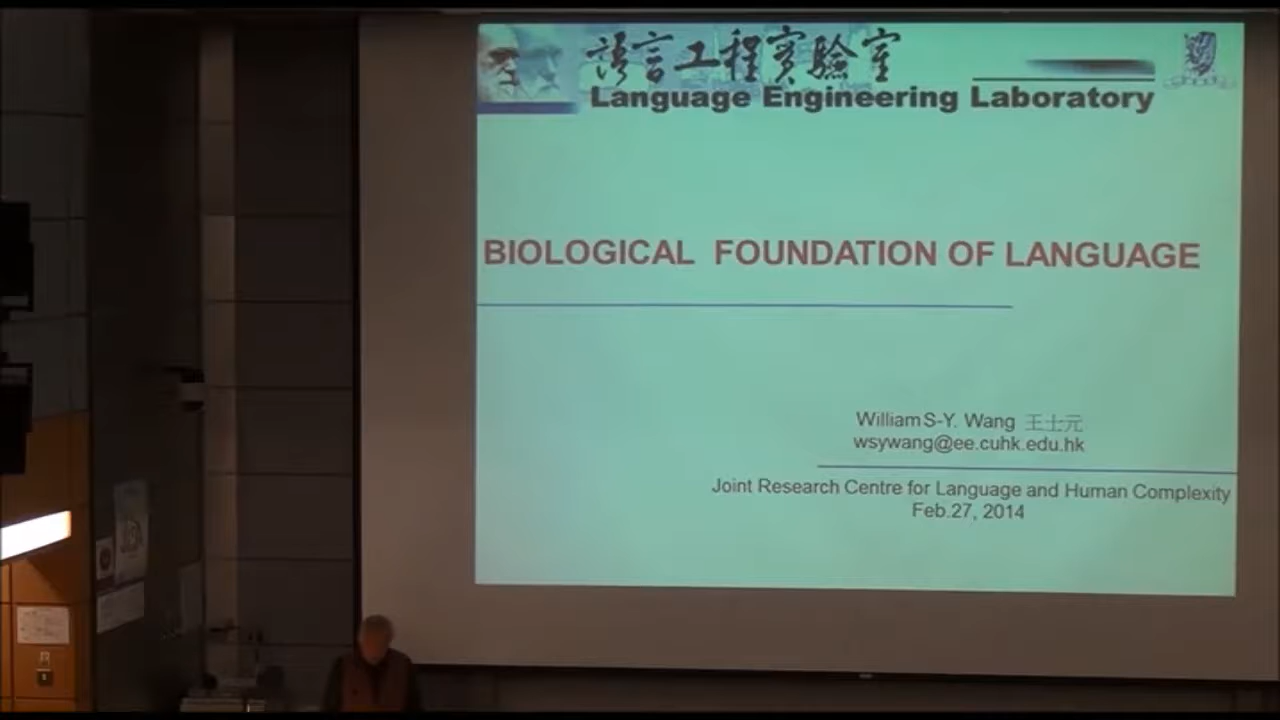 語言工程實驗室
Language Engineering Laboratory
BIOLOGICAL FOUNDATION OF LANGUAGE
William S-Y. Wang 王士元
wsywang@ee.cuhk.edu.hk
Joint Research Centre for Language and Human Complexity
Feb.27, 2014